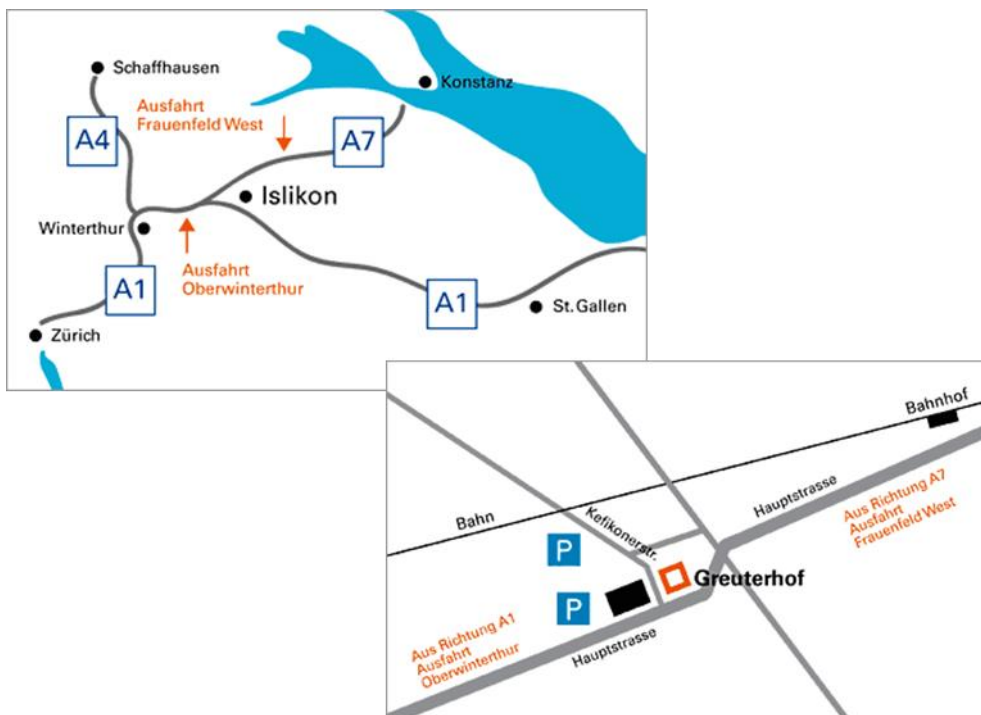 Schaffhausen
Konstanz
Ausfahrt
Frauenfeld West
A4
A7
Islikon
Winterthur
Ausfahrt
Oberwinterthur
A1
A1
St. Gallen
Zürich
Bahnhof
Hauptstrasse
Aus Richtung A7
Ausfahrt
Frauenfeld West
Bahn
Kefikonerstr.
P
Greuterhof
P
Aus Richtung A1
Ausfahrt
Oberwinterthur
Hauptstrasse